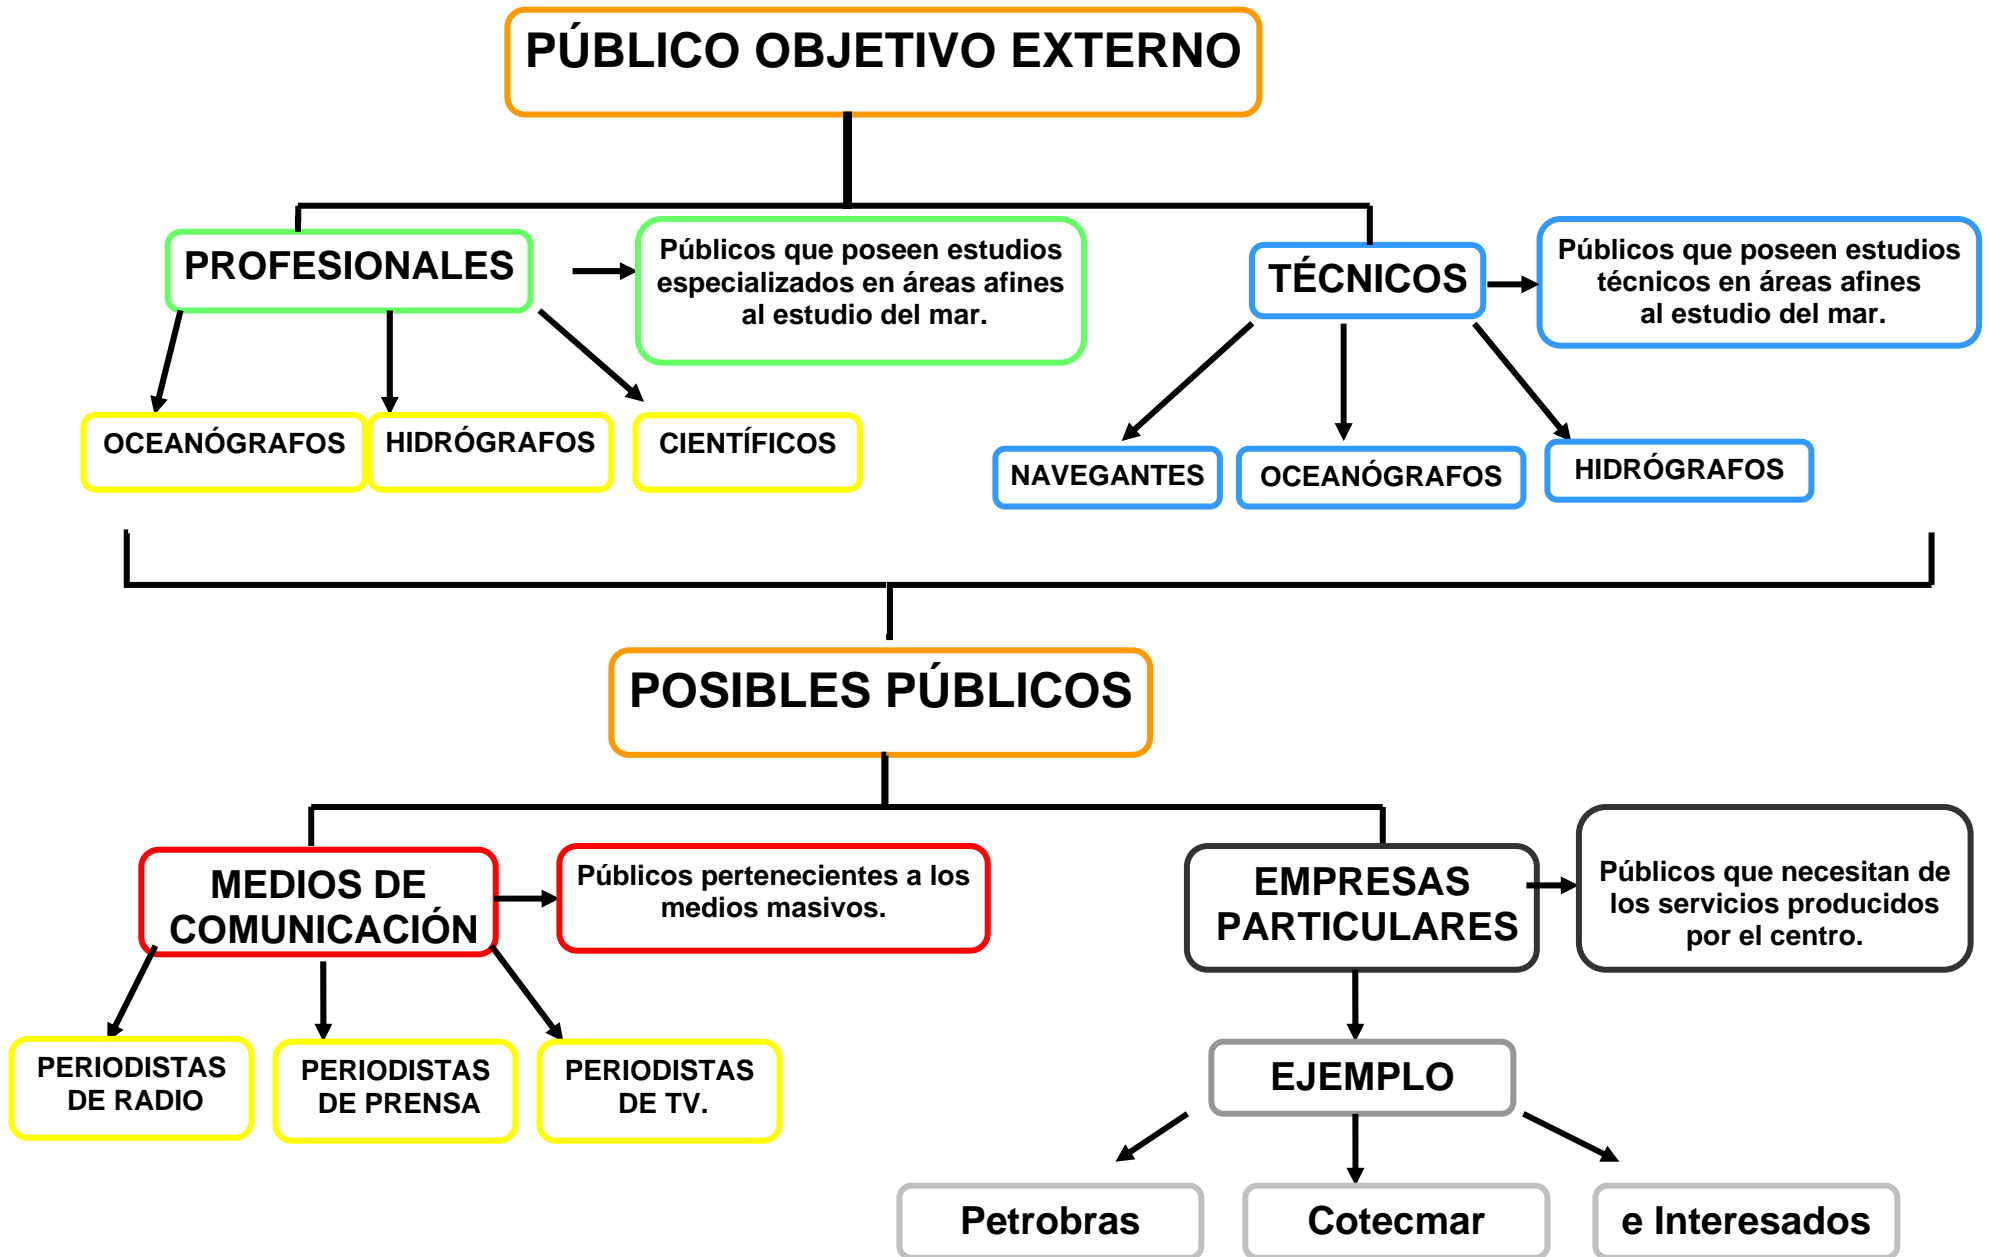 PÚBLICO OBJETIVO EXTERNO
PROFESIONALES
Públicos que poseen estudios
especializados en áreas afines
al estudio del mar.
TÉCNICOS
Públicos que poseen estudios
técnicos en áreas afines
al estudio del mar.
OCEANÓGRAFOS
HIDRÓGRAFOS
CIENTÍFICOS
NAVEGANTES
OCEANÓGRAFOS
HIDRÓGRAFOS
POSIBLES PÚBLICOS
MEDIOS DE
COMUNICACIÓN
Públicos pertenecientes a los
medios masivos.
EMPRESAS
PARTICULARES
Públicos que necesitan de
los servicios producidos
por el centro.
PERIODISTAS
DE RADIO
PERIODISTAS
DE PRENSA
PERIODISTAS
DE TV.
EJEMPLO
Petrobras
Cotecmar
e Interesados